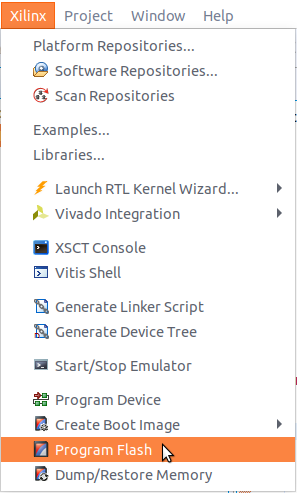 Xilinx Project Window Help
Platform Repositories...
Software Repositories...
Scan Repositories
Examples...
Libraries...
Launch RTL Kernel Wizard...
Vivado Integration
XSCT Console
Vitis Shell
Generate Linker Script
Generate Device Tree
Start/Stop Emulator
Program Device
Create Boot Image
Program Flash
Dump/Restore Memory